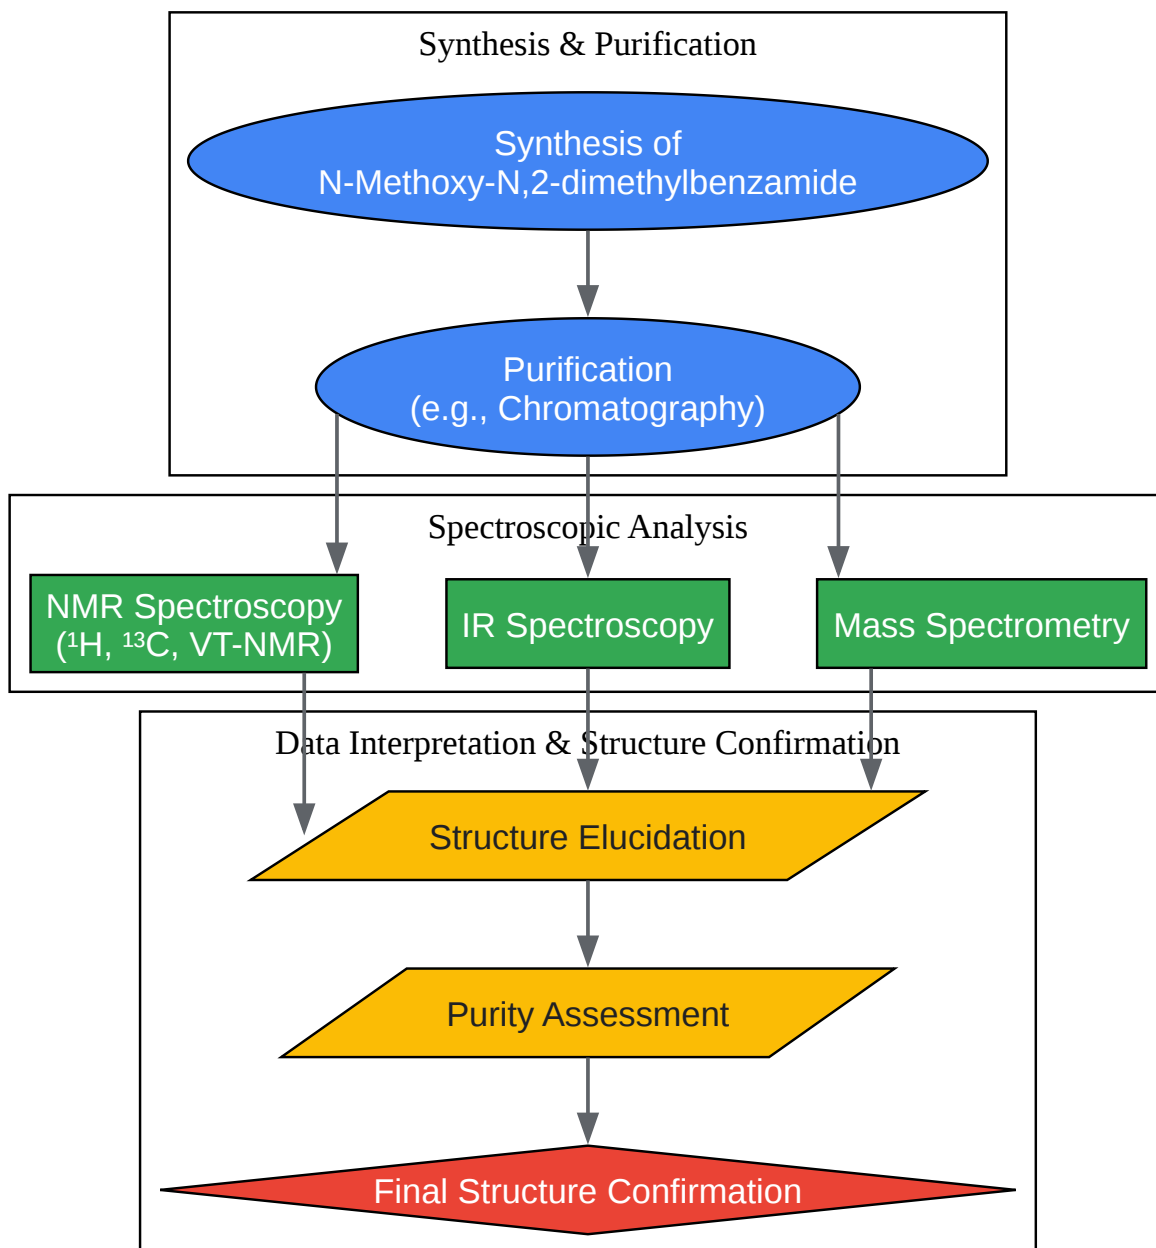 Synthesis & Purification
Synthesis of
N-Methoxy-N,2-dimethylbenzamide
Purification
(e.g., Chromatography)
Spectroscopic Analysis
NMR Spectroscopy
(¹H, ¹³C, VT-NMR)
IR Spectroscopy
Mass Spectrometry
Data Interpretation & Structure Confirmation
Structure Elucidation
Purity Assessment
Final Structure Confirmation